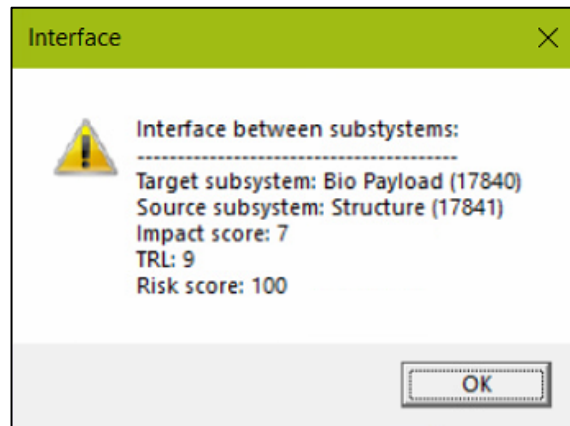 Interface
Interface between substystems:
----------------------------------------
Target subsystem: Bio Payload (17840)
Source subsystem: Structure (17841)
Impact score: 7
TRL: 9
Risk score: 100
OK